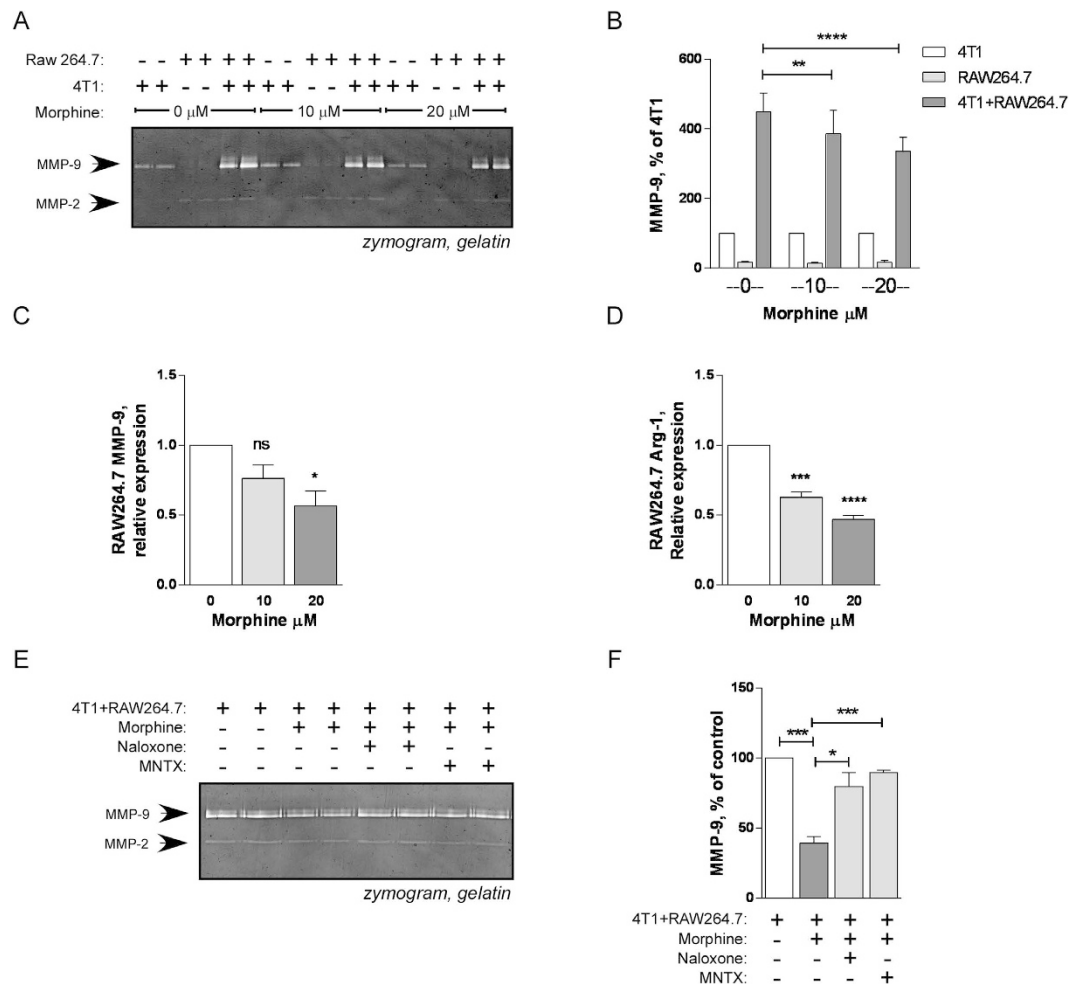 A
Raw 264.7: - - + + + + - - + + + + - - + + + +
4T1: + + - - + + + + - - + + + + - - + +
Morphine: 0 μM 10 μM 20 μM
MMP-9
MMP-2
zymogram, gelatin
B
MMP-9, % of 4T1
600
400
200
100
0
****
**
4T1
RAW264.7
4T1+RAW264.7
--0-- --10-- --20--
Morphine μM
C
RAW264.7 MMP-9,
relative expression
1.5
1.0
0.5
0.0
ns
*
0 10 20
Morphine μM
D
RAW264.7 Arg-1,
Relative expression
1.5
1.0
0.5
0.0
***
****
0 10 20
Morphine μM
E
4T1+RAW264.7: + + + + + + + +
Morphine: - - + + + + + +
Naloxone: - - - - + + - -
MNTX: - - - - - - + +
MMP-9
MMP-2
zymogram, gelatin
F
MMP-9, % of control
150
100
50
0
***
***
*
4T1+RAW264.7: + + + +
Morphine: - + + +
Naloxone: - - + -
MNTX: - - - +